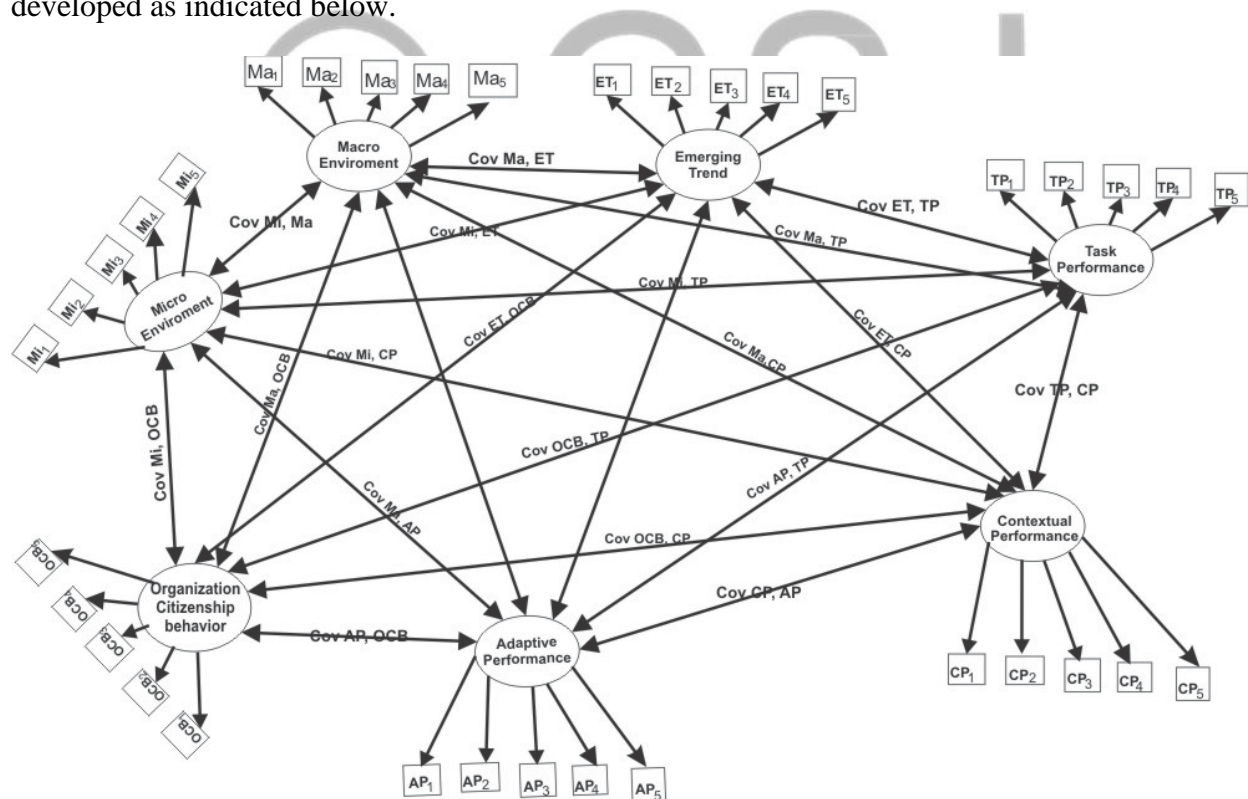 developed as indicated below.
Ma1
Ma2
Ma3
Ma4
Ma5
ET1
ET2
ET3
ET4
ET5
Macro
Enviroment
Emerging
Trend
Cov Ma, ET
TP1
TP2
TP3
TP4
TP5
Mi5
Mi4
Mi3
Mi2
Mi1
Cov Mi, Ma
Cov Mi, ET
Cov ET, TP
Cov Ma, TP
Task
Performance
Micro
Enviroment
Cov Mi, TP
Cov ET, OCB
Cov ET, CP
Cov Mi, CP
Cov Ma,CP
Cov Ma, OCB
Cov TP, CP
Cov Mi, OCB
Cov OCB, TP
Cov AP, TP
Cov Ma, AP
Contextual
Performance
Cov OCB, CP
OCB5
OCB4
OCB3
OCB2
OCB1
Organization
Citizenship
behavior
Cov CP, AP
Cov AP, OCB
Adaptive
Performance
CP1
CP2
CP3
CP4
CP5
AP1
AP2
AP3
AP4
AP5